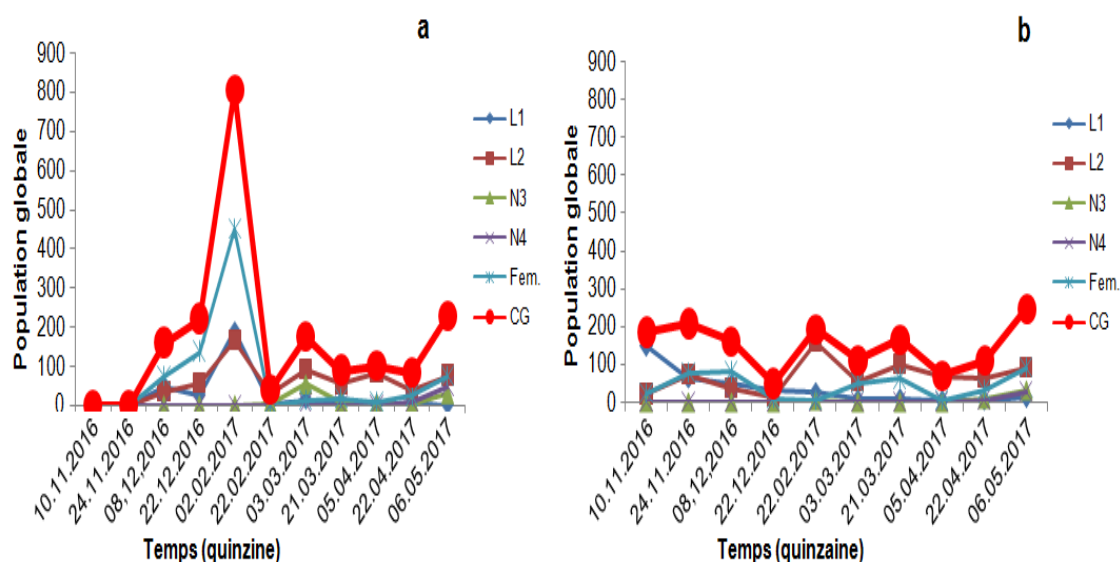 a
Population globale
900
800
700
600
500
400
300
200
100
0
10.11.2016
24.11.2016
08,12,2016
22.12.2016
02.02.2017
22.02.2017
03.03.2017
21.03.2017
05.04.2017
22.04.2017
06.05.2017
Temps (quinzine)
L1
L2
N3
N4
Fem.
CG
b
Population globale
900
800
700
600
500
400
300
200
100
0
10.11.2016
24.11.2016
08,12,2016
22.12.2016
02.02.2017
03.03.2017
21.03.2017
05.04.2017
22.04.2017
06.05.2017
Temps (quinzaine)
L1
L2
N3
N4
Fem.
CG